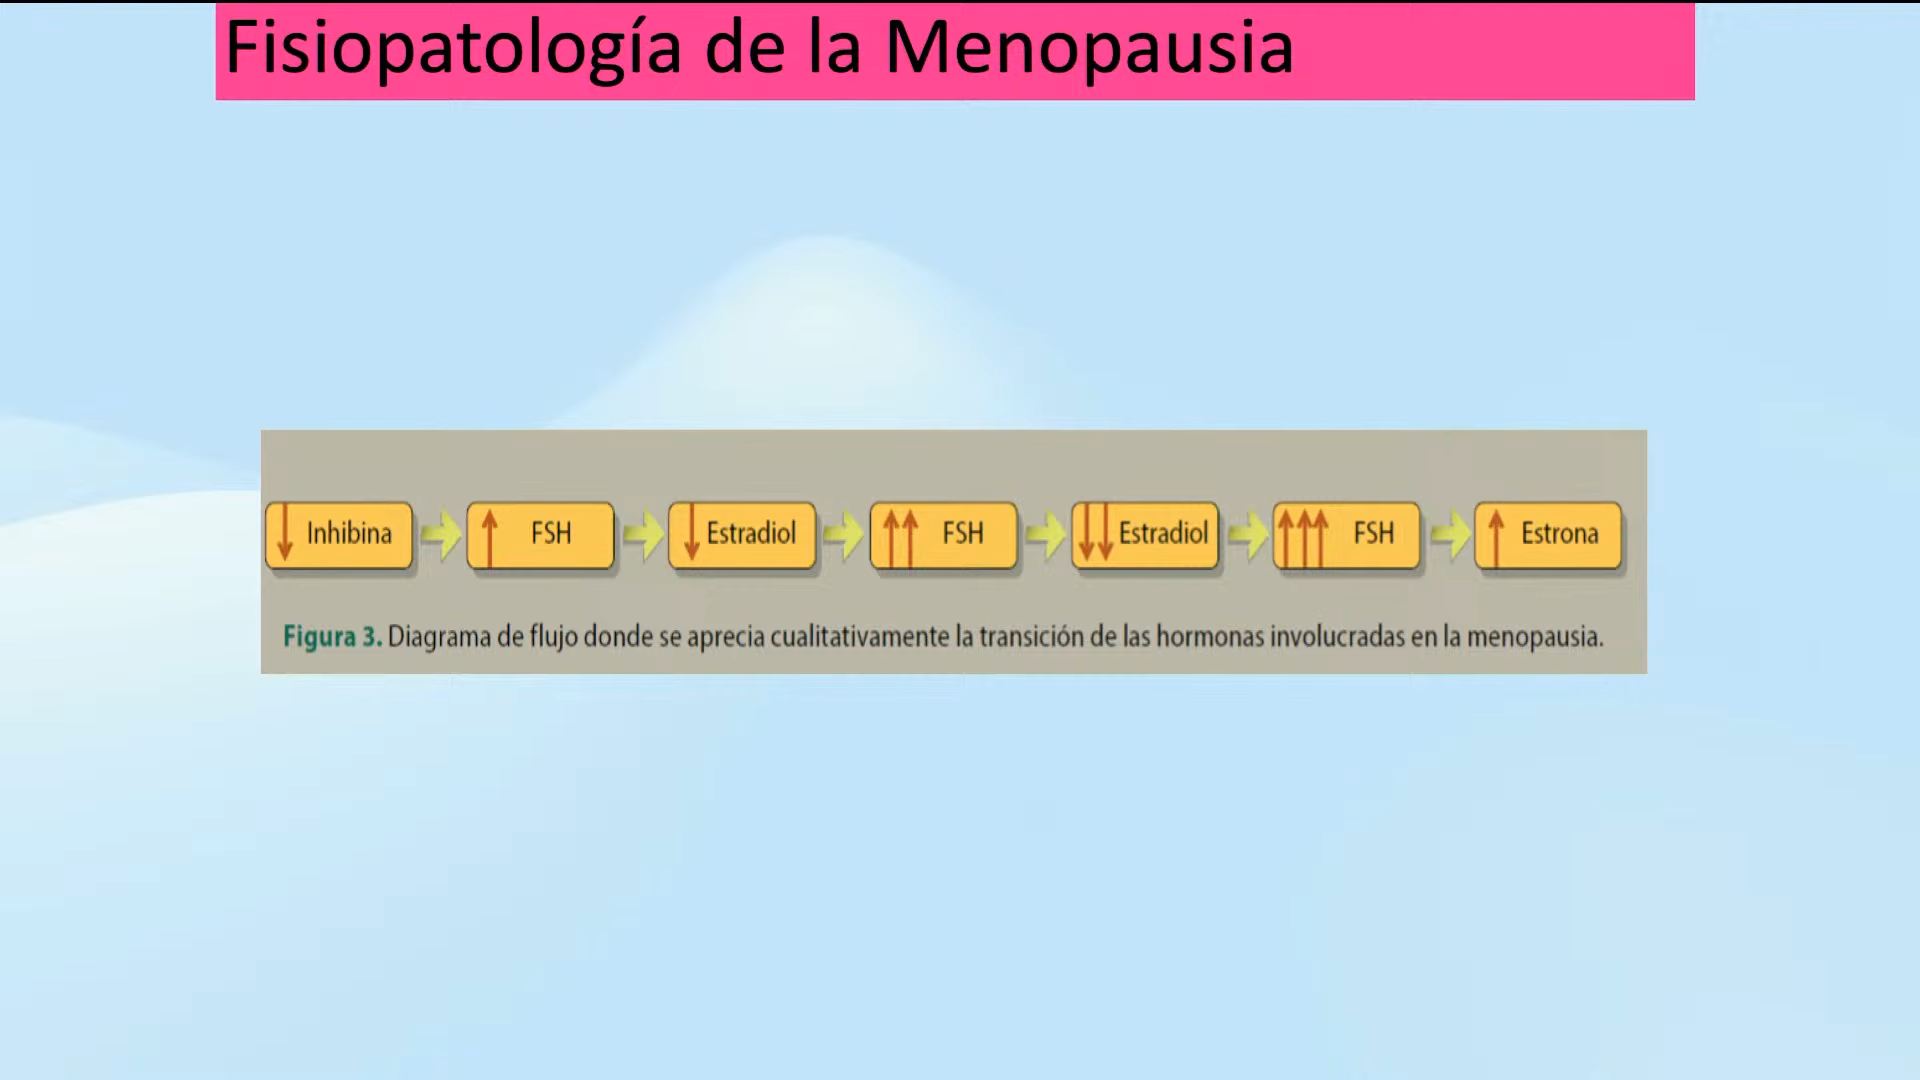 Fisiopatología de la Menopausia
↓ Inhibina → ↑ FSH → ↓ Estradiol → ↑↑ FSH → ↓↓ Estradiol → ↑↑↑ FSH → ↑ Estrona
Figura 3. Diagrama de flujo donde se aprecia cualitativamente la transición de las hormonas involucradas en la menopausia.